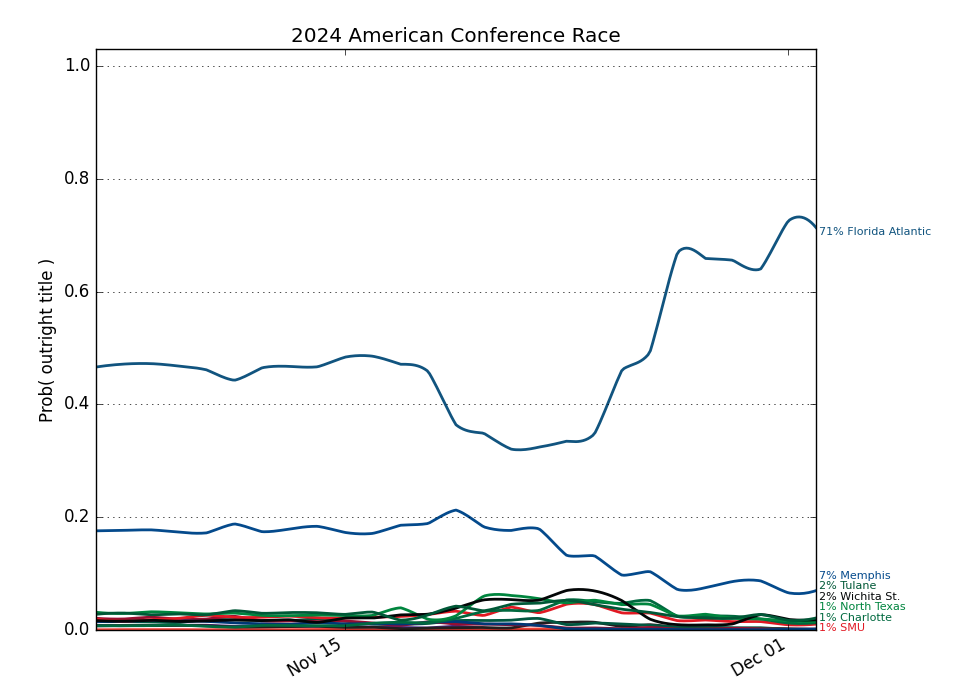 2024 American Conference Race
Prob( outright title )
1.0
0.8
0.6
0.4
0.2
0.0
Nov 15
Dec 01
71% Florida Atlantic
7% Memphis
2% Tulane
2% Wichita St.
1% North Texas
1% Charlotte
1% SMU